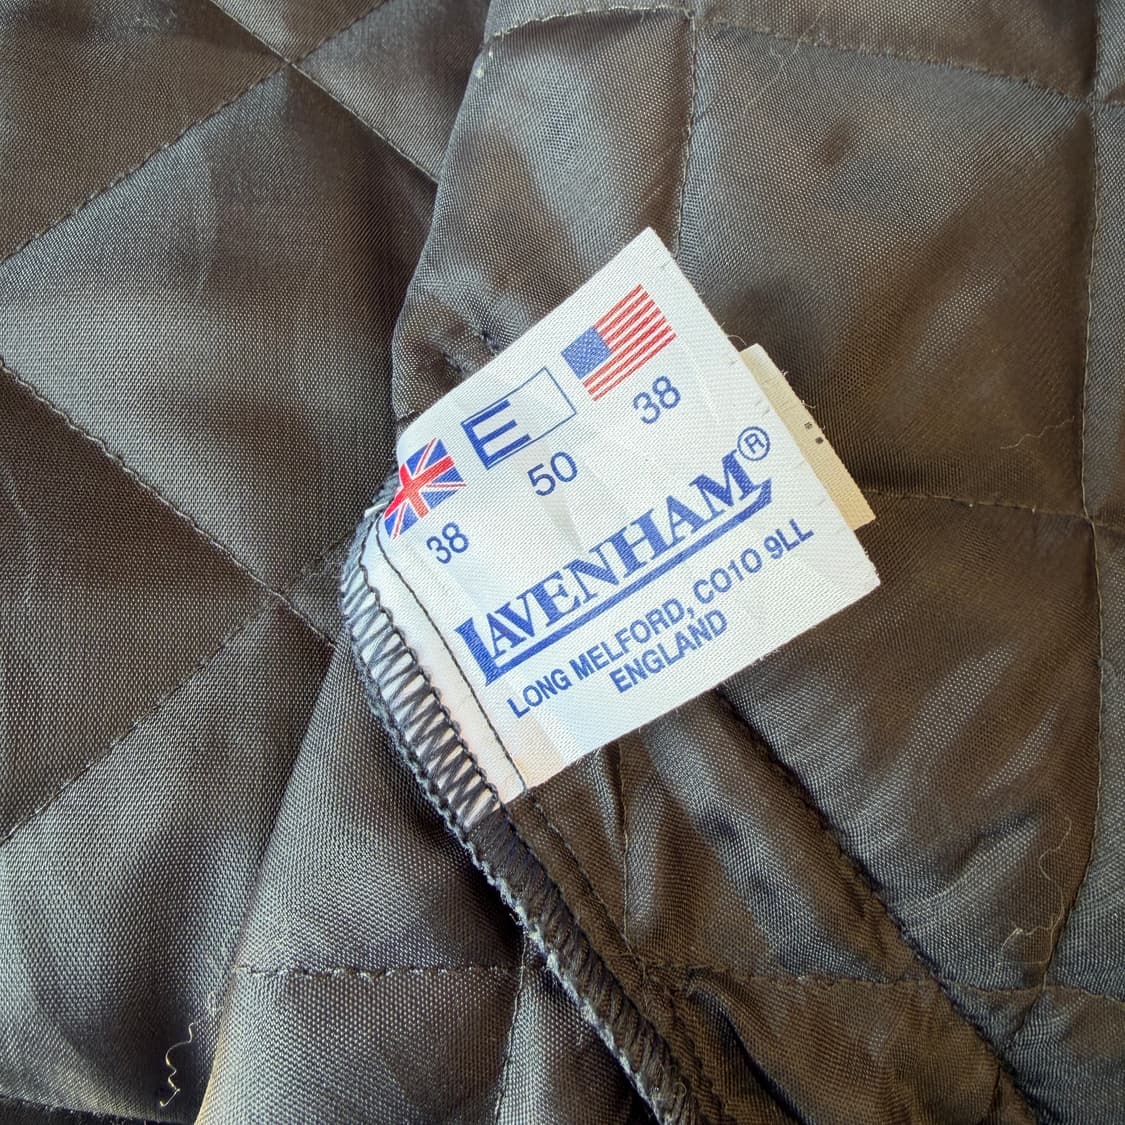 38 E 50 38
LAVENHAM®
LONG MELFORD, CO10 9LL
ENGLAND